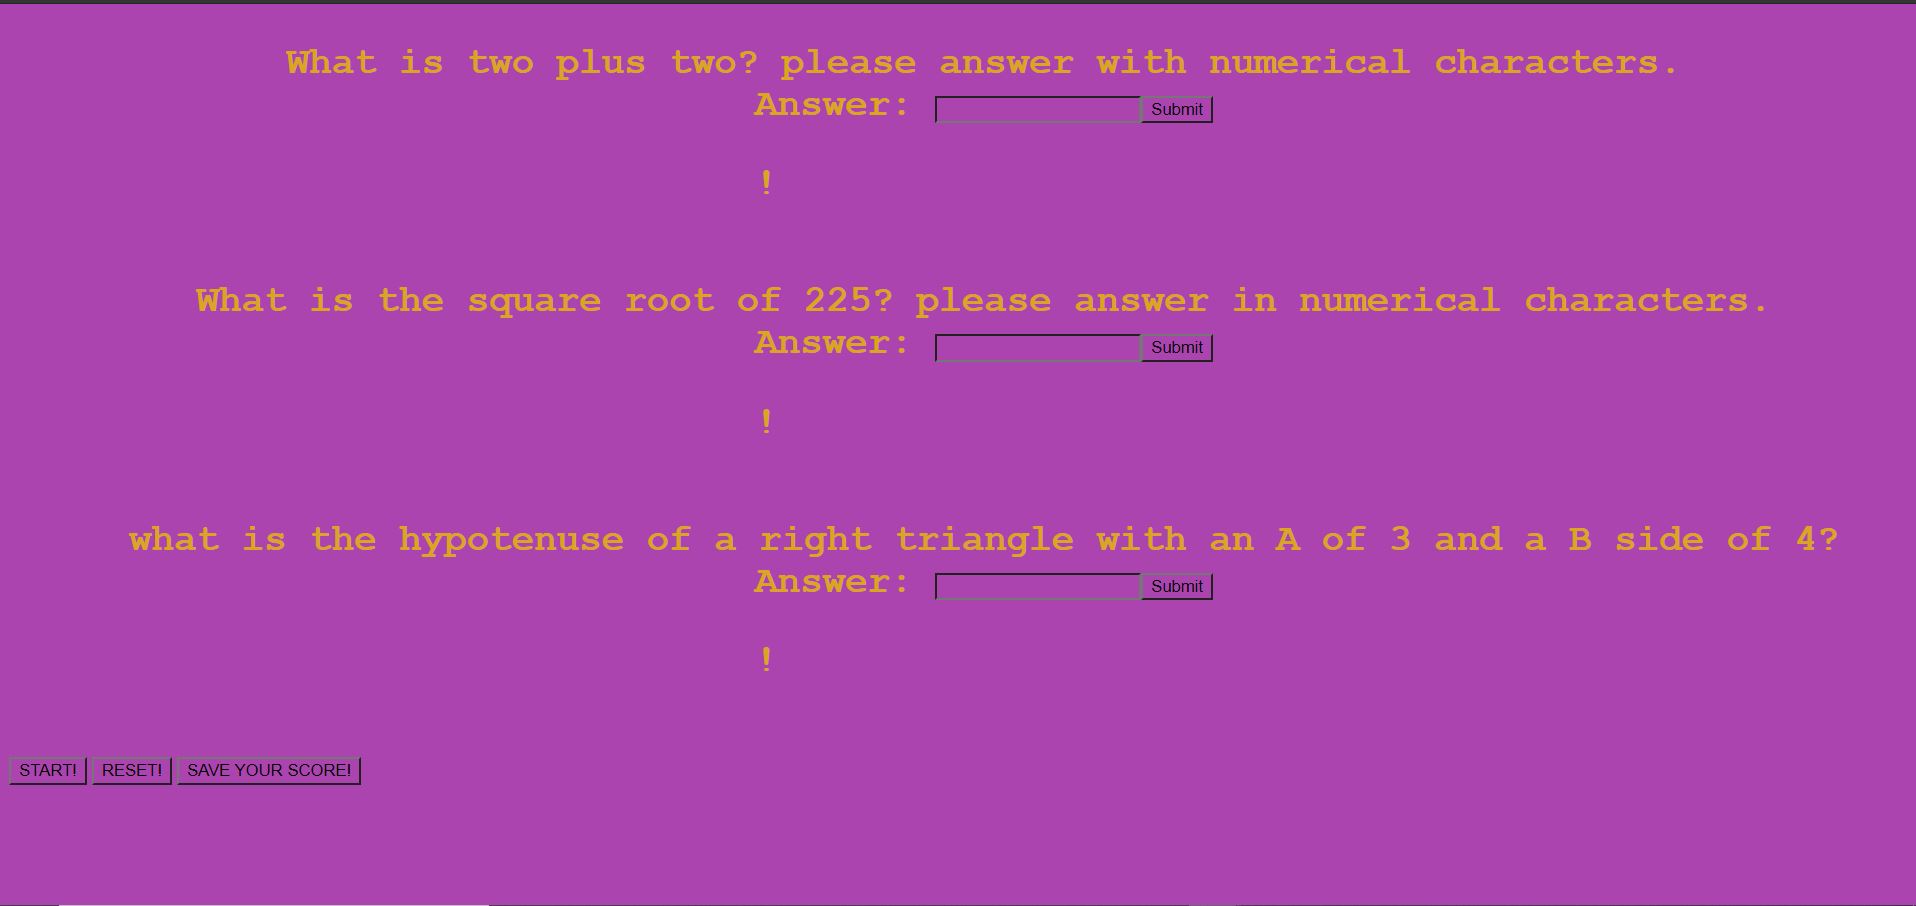 What is two plus two? please answer with numerical characters.
Answer: Submit
!
What is the square root of 225? please answer in numerical characters.
Answer: Submit
!
what is the hypotenuse of a right triangle with an A of 3 and a B side of 4?
Answer: Submit
!
START! RESET! SAVE YOUR SCORE!